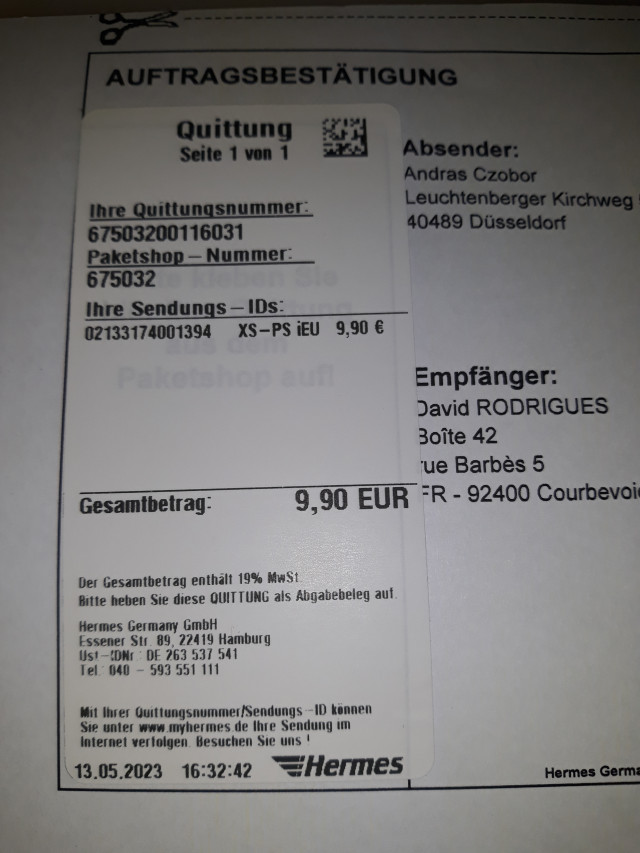 AUFTRAGSBESTÄTIGUNG
Quittung
Seite 1 von 1
Ihre Quittungsnummer:
67503200116031
Paketshop - Nummer:
675032
Ihre Sendungs - IDs:
02133174001394 XS-PS iEU 9,90 €
Paketshop auf!
Gesamtbetrag: 9,90 EUR
Der Gesamtbetrag enthält 19% MwSt.
Bitte heben Sie diese QUITTUNG als Abgabebeleg auf.
Hermes Germany GmbH
Essener Str. 89, 22419 Hamburg
Ust-IDNr.: DE 263 537 541
Tel.: 040 - 593 551 111
Mit Ihrer Quittungsnummer/Sendungs-ID können
Sie unter www.myhermes.de Ihre Sendung im
Internet verfolgen. Besuchen Sie uns !
13.05.2023 16:32:42 Hermes
Absender:
Andras Czobor
Leuchtenberger Kirchweg
40489 Düsseldorf
Empfänger:
David RODRIGUES
Boîte 42
rue Barbès 5
FR - 92400 Courbevoi
Hermes Germa